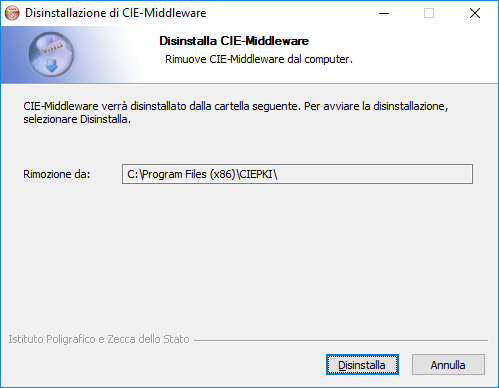 Disinstallazione di CIE-Middleware
Disinstalla CIE-Middleware
Rimuove CIE-Middleware dal computer.
CIE-Middleware verrà disinstallato dalla cartella seguente. Per avviare la disinstallazione,
selezionare Disinstalla.
Rimozione da: C:\Program Files (x86)\CIEPKI\
Istituto Poligrafico e Zecca dello Stato
Disinstalla Annulla